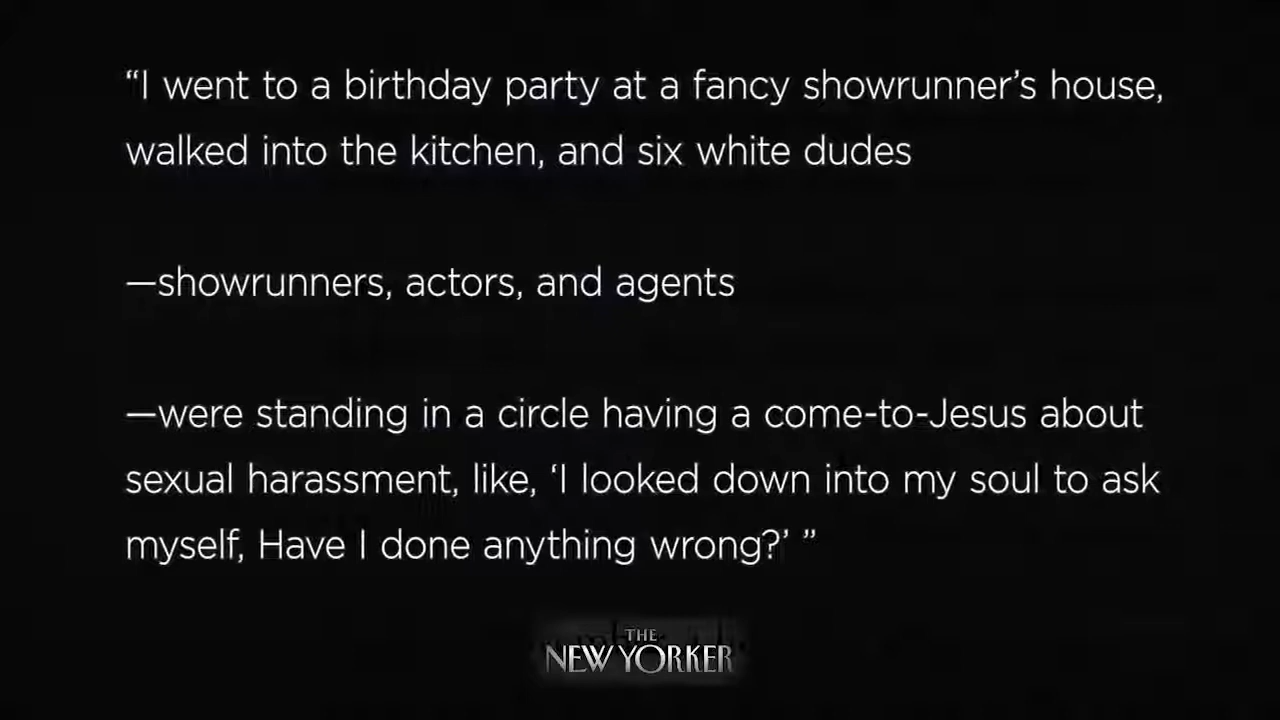 “I went to a birthday party at a fancy showrunner’s house,
walked into the kitchen, and six white dudes
—showrunners, actors, and agents
—were standing in a circle having a come-to-Jesus about
sexual harassment, like, ‘I looked down into my soul to ask
myself, Have I done anything wrong?’ ”
THE
NEW YORKER